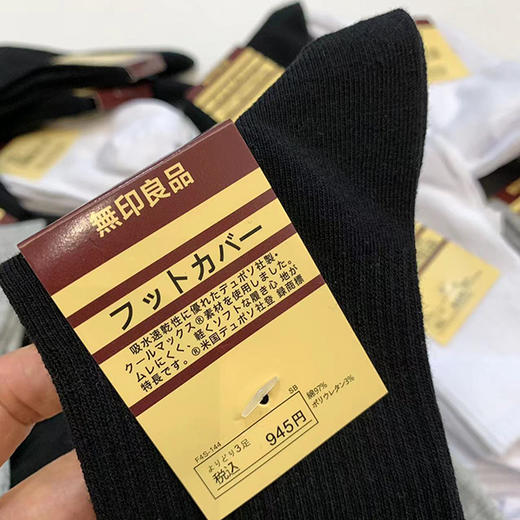 無印良品
フットカバー
吸水速乾性に優れたデュポン社製・
クールマックス®素材を使用しました。
ムレにくく、軽くソフトな履き心地が
特長です。®米国デュポン社登録商標
F4S-144
SB
よりどり3足
税込
945円
綿97%
ポリウレタン3%